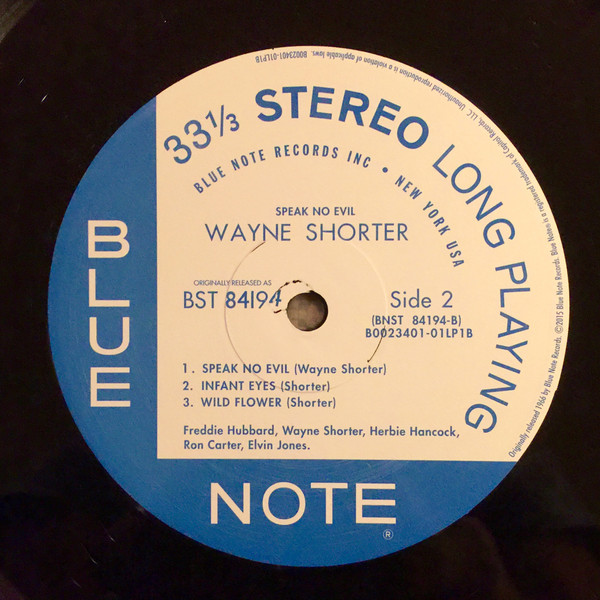 33⅓ STEREO LONG PLAYING
BLUE NOTE RECORDS INC • NEW YORK USA
SPEAK NO EVIL
WAYNE SHORTER
ORIGINALLY RELEASED AS
BST 84194
Side 2
(BNST 84194-B)
B0023401-01LP1B
1. SPEAK NO EVIL (Wayne Shorter)
2. INFANT EYES (Shorter)
3. WILD FLOWER (Shorter)
Freddie Hubbard, Wayne Shorter, Herbie Hancock,
Ron Carter, Elvin Jones.
BLUE
NOTE
®
Originally released 1966 by Blue Note Records. ©2015 Blue Note Records. Blue Note is a registered trademark of Capitol Records, LLC. Unauthorized reproduction is a violation of applicable laws. B0023401-01LP1B